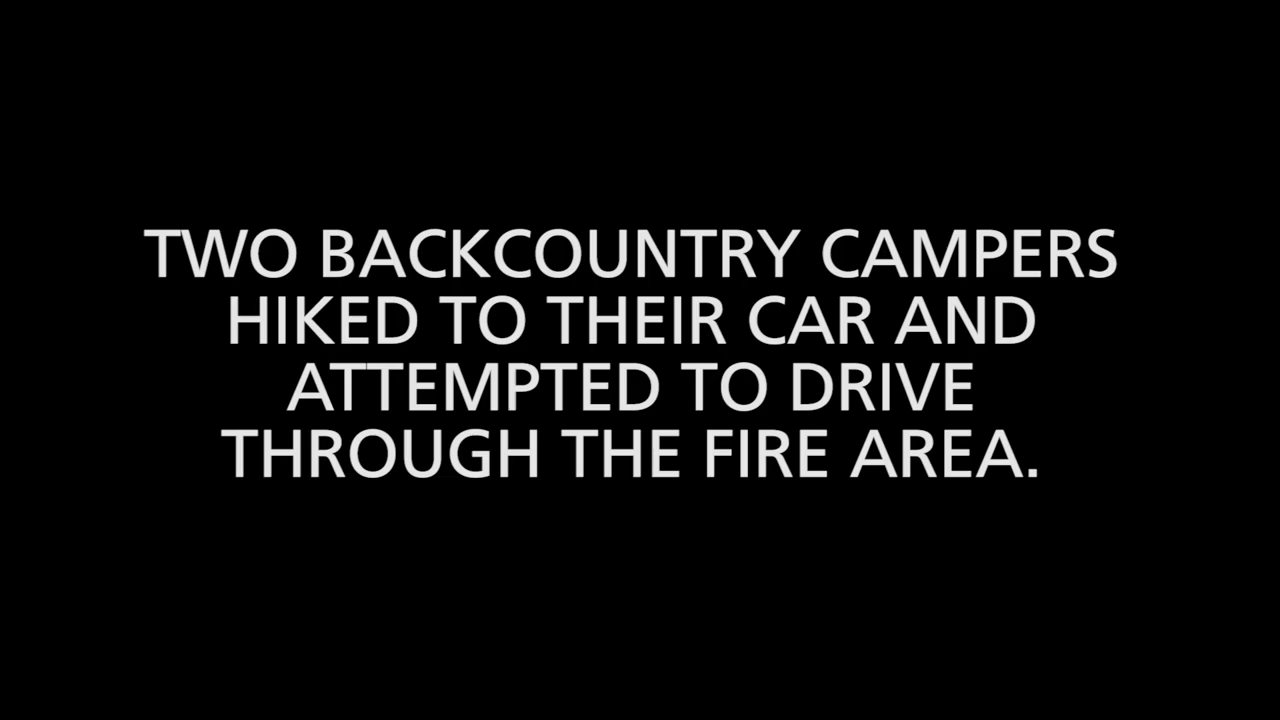 TWO BACKCOUNTRY CAMPERS
HIKED TO THEIR CAR AND
ATTEMPTED TO DRIVE
THROUGH THE FIRE AREA.